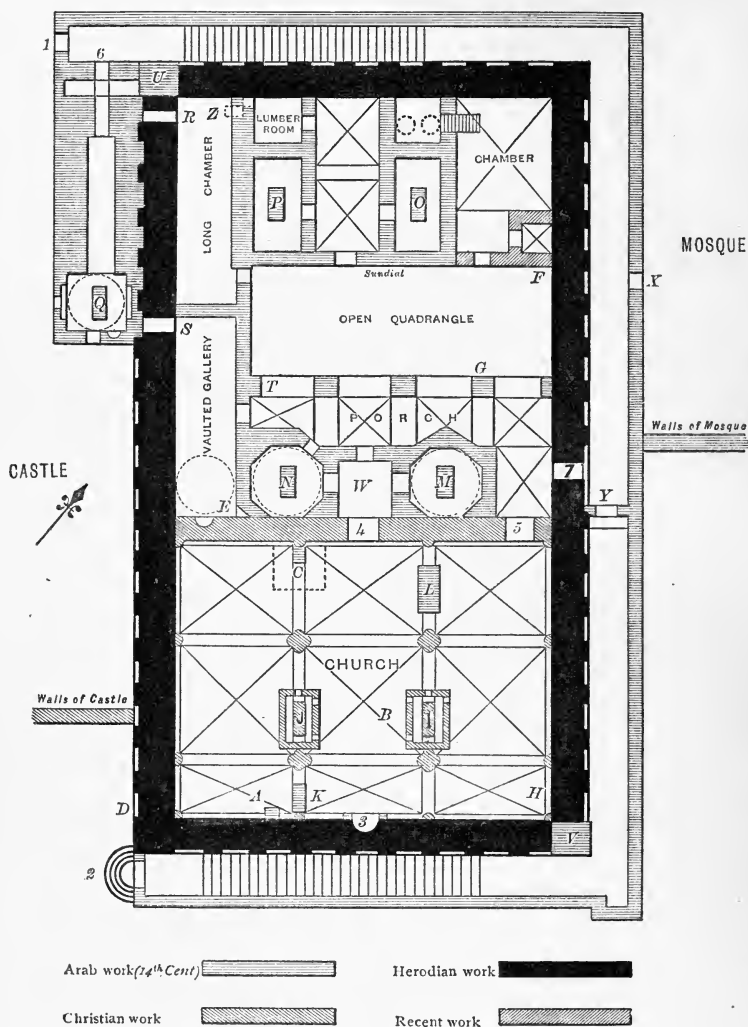 1
6
U
R
Z
LUMBER
ROOM
LONG CHAMBER
CHAMBER
P
O
S
MOSQUE
Sundial
F
X
Q
OPEN QUADRANGLE
S
G
T
PORCH
VAULTED GALLERY
Walls of Mosque
CASTLE
N
W
M
7
Y
E
4
5
C
L
CHURCH
Walls of Castle
J
B
I
D
A
K
H
3
V
2
Arab work (14th Cent)
Herodian work
Christian work
Recent work